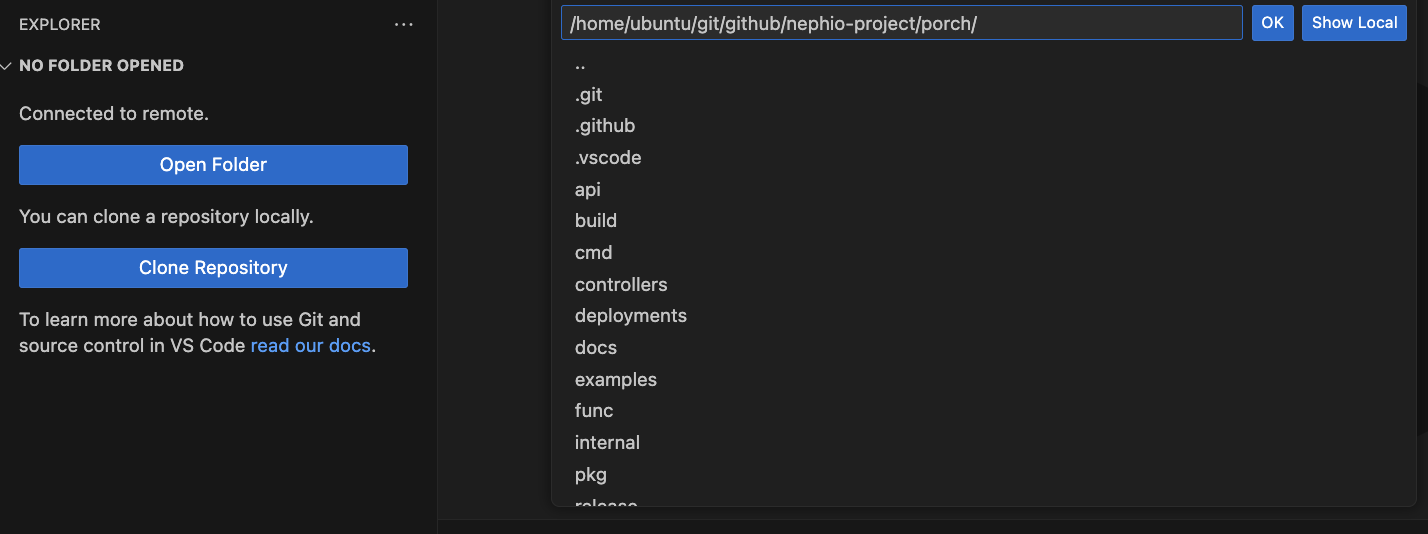 EXPLORER
NO FOLDER OPENED
Connected to remote.
Open Folder
You can clone a repository locally.
Clone Repository
To learn more about how to use Git and
source control in VS Code read our docs.
/home/ubuntu/git/github/nephio-project/porch/
OK
Show Local
..
.git
.github
.vscode
api
build
cmd
controllers
deployments
docs
examples
func
internal
pkg
release